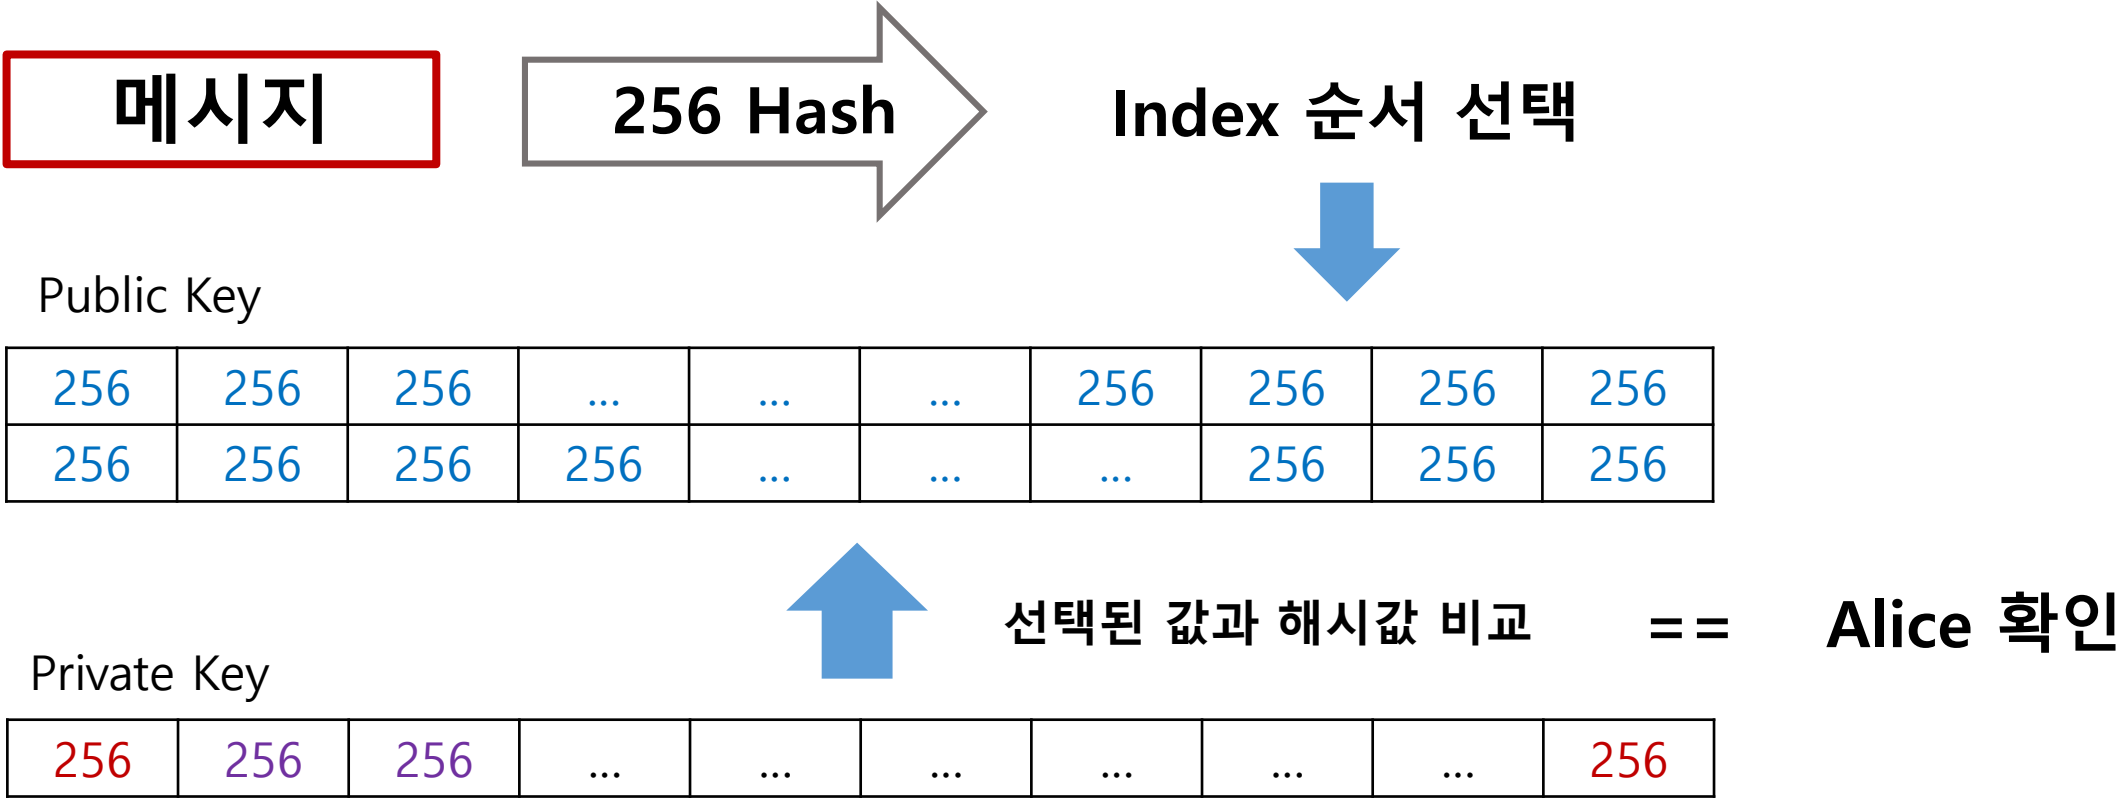 메시지
256 Hash
Index 순서 선택
Public Key
256 256 256 ... ... ... 256 256 256 256
256 256 256 256 ... ... ... 256 256 256
선택된 값과 해시값 비교 == Alice 확인
Private Key
256 256 256 ... ... ... ... ... ... 256